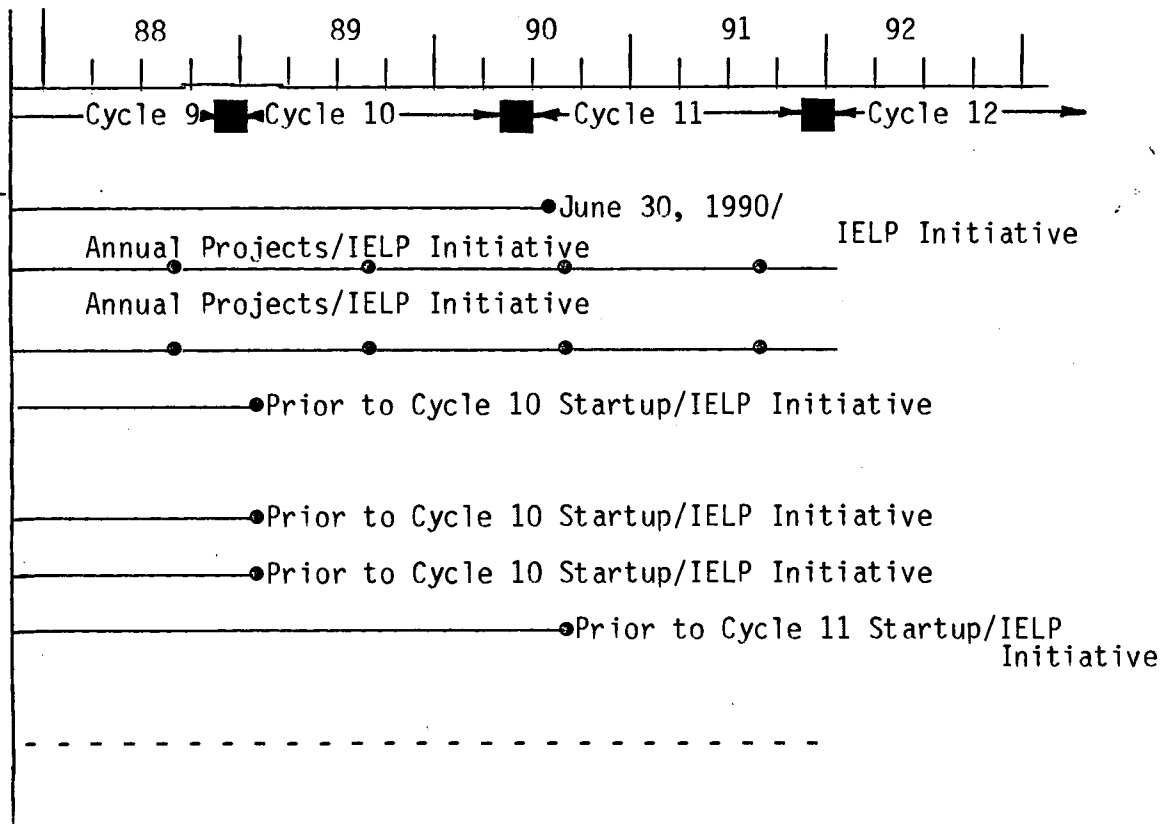 88 89 90 91 92
Cycle 9 Cycle 10 Cycle 11 Cycle 12
June 30, 1990/
IELP Initiative
Annual Projects/IELP Initiative
Annual Projects/IELP Initiative
Prior to Cycle 10 Startup/IELP Initiative
Prior to Cycle 10 Startup/IELP Initiative
Prior to Cycle 10 Startup/IELP Initiative
Prior to Cycle 11 Startup/IELP
Initiative